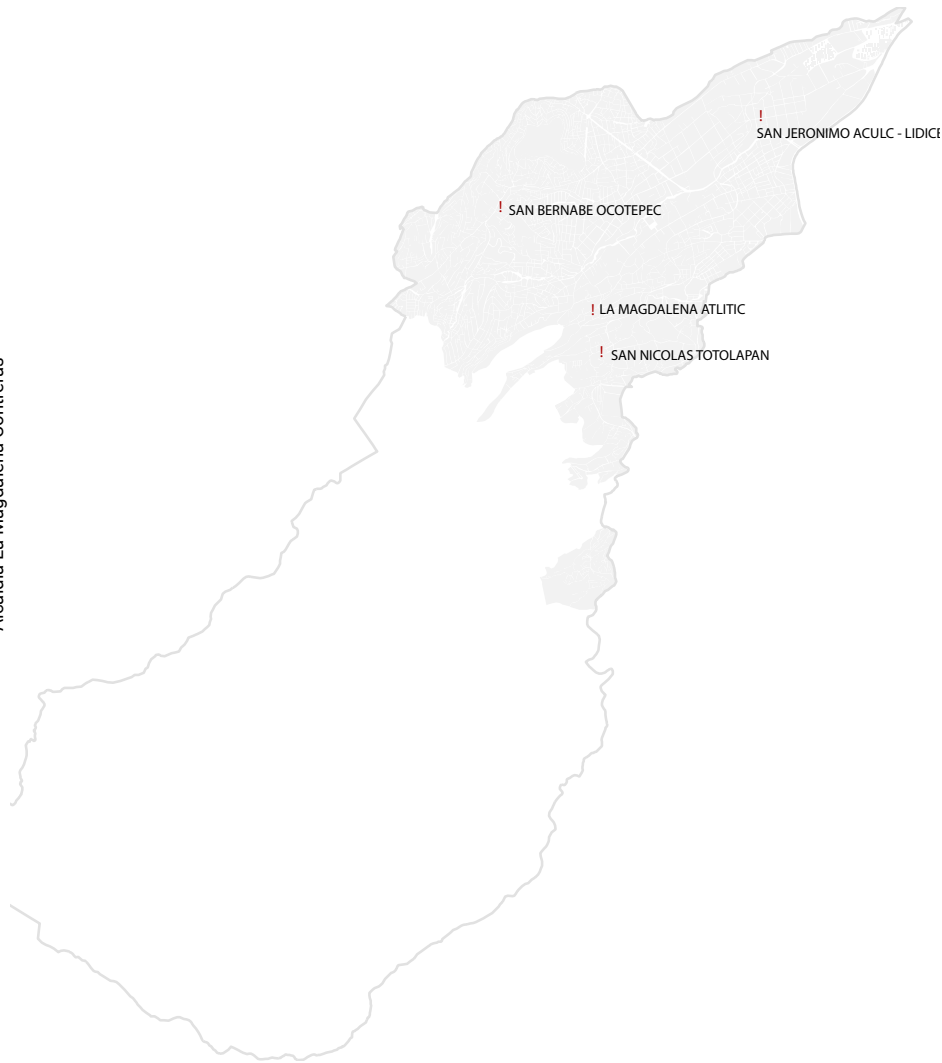 !
SAN JERONIMO ACULC - LIDICE
! SAN BERNABE OCOTEPEC
! LA MAGDALENA ATLITIC
! SAN NICOLAS TOTOLAPAN
Alcaldía La Magdalena Contreras